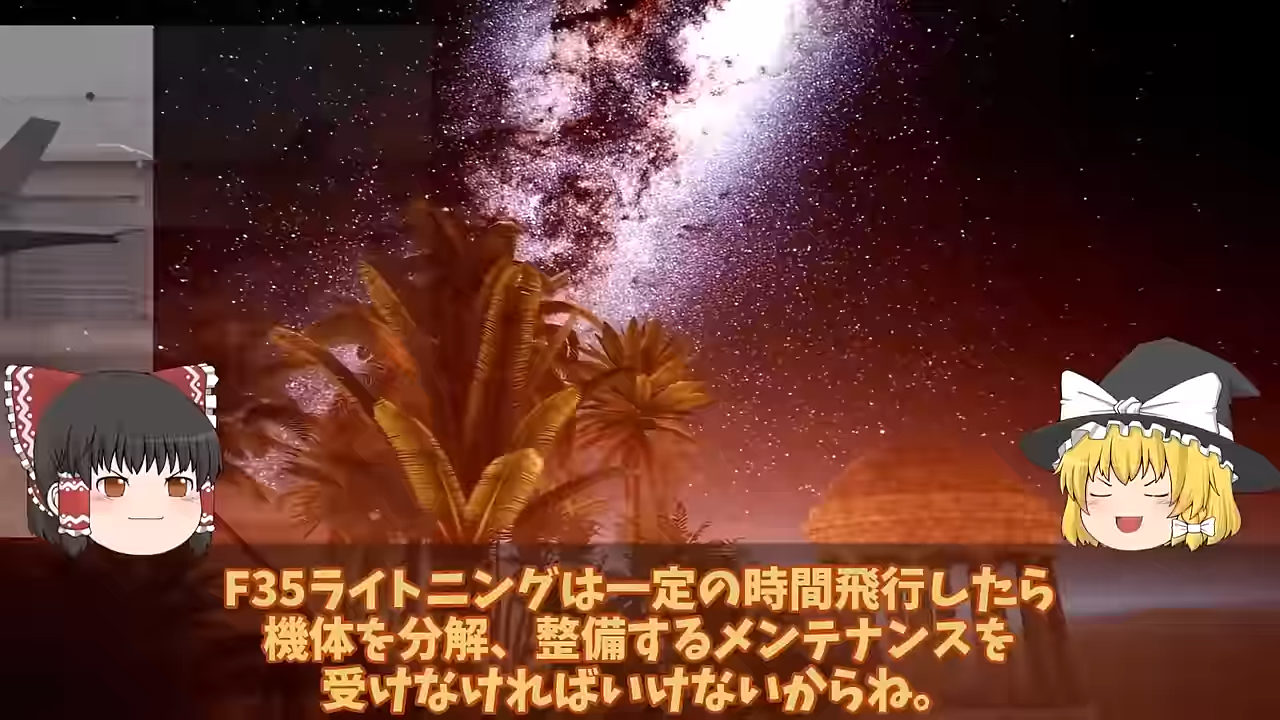 F35ライトニングは一定の時間飛行したら
機体を分解、整備するメンテナンスを
受けなければいけないからね。